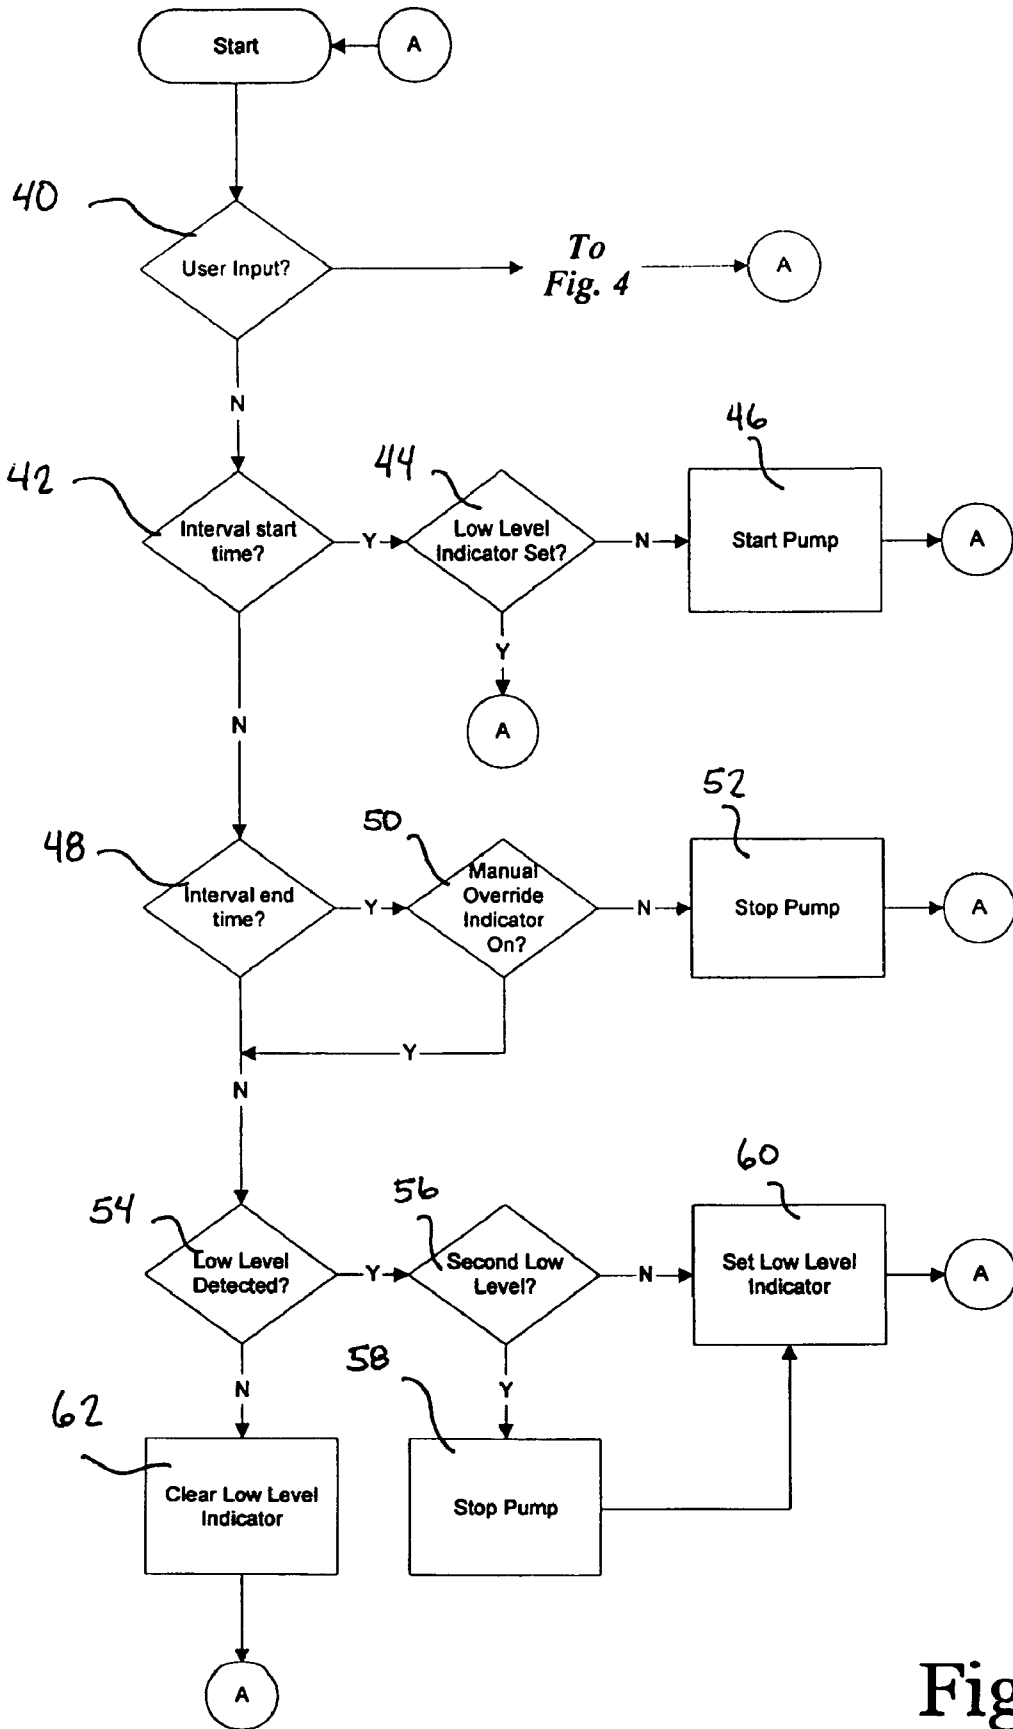 Start
A
40
User Input?
To
Fig. 4
A
N
42
Interval start
time?
Y
44
Low Level
Indicator Set?
N
46
Start Pump
A
Y
A
N
48
Interval end
time?
Y
50
Manual
Override
Indicator
On?
N
52
Stop Pump
A
Y
N
54
Low Level
Detected?
Y
56
Second Low
Level?
N
60
Set Low Level
Indicator
A
N
Y
62
Clear Low Level
Indicator
58
Stop Pump
A
Fig